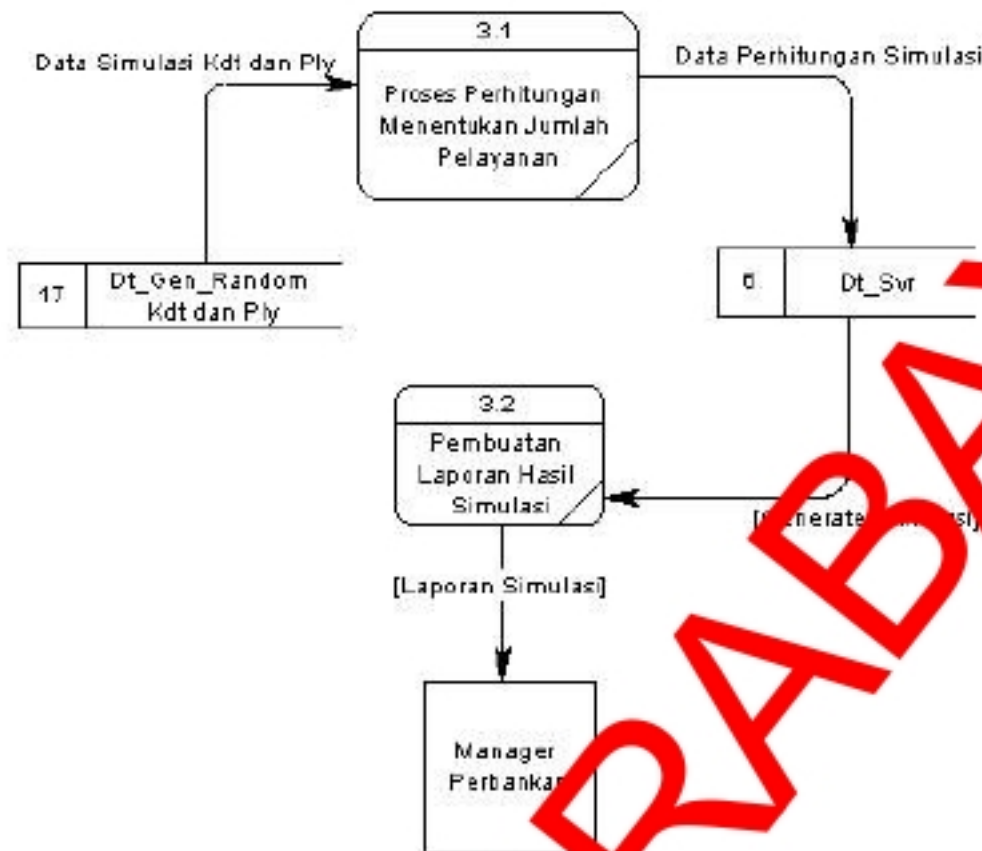 3.1
Data Simulasi Kdt dan Ply
Data Perhitungan Simulasi
Proses Perhitungan
Menentukan Jumlah
Pelayanan
17
Dt_Gen_Random
Kdt dan Ply
6
Dt_Svr
3.2
Pembuatan
Laporan Hasil
Simulasi
[Laporan Simulasi]
Manager
RABAY